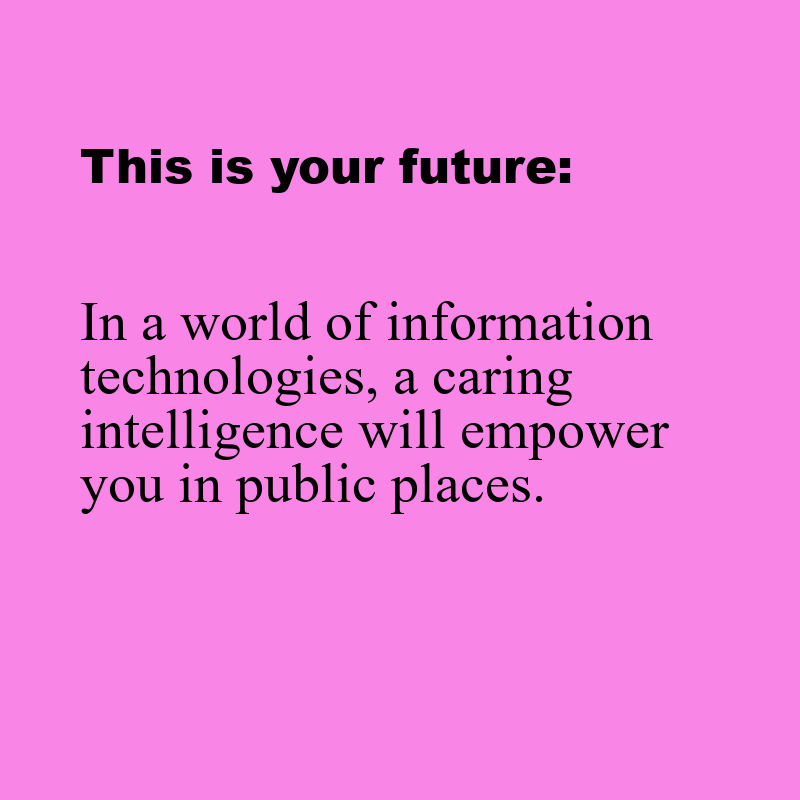 This is your future:
In a world of information
technologies, a caring
intelligence will empower
you in public places.